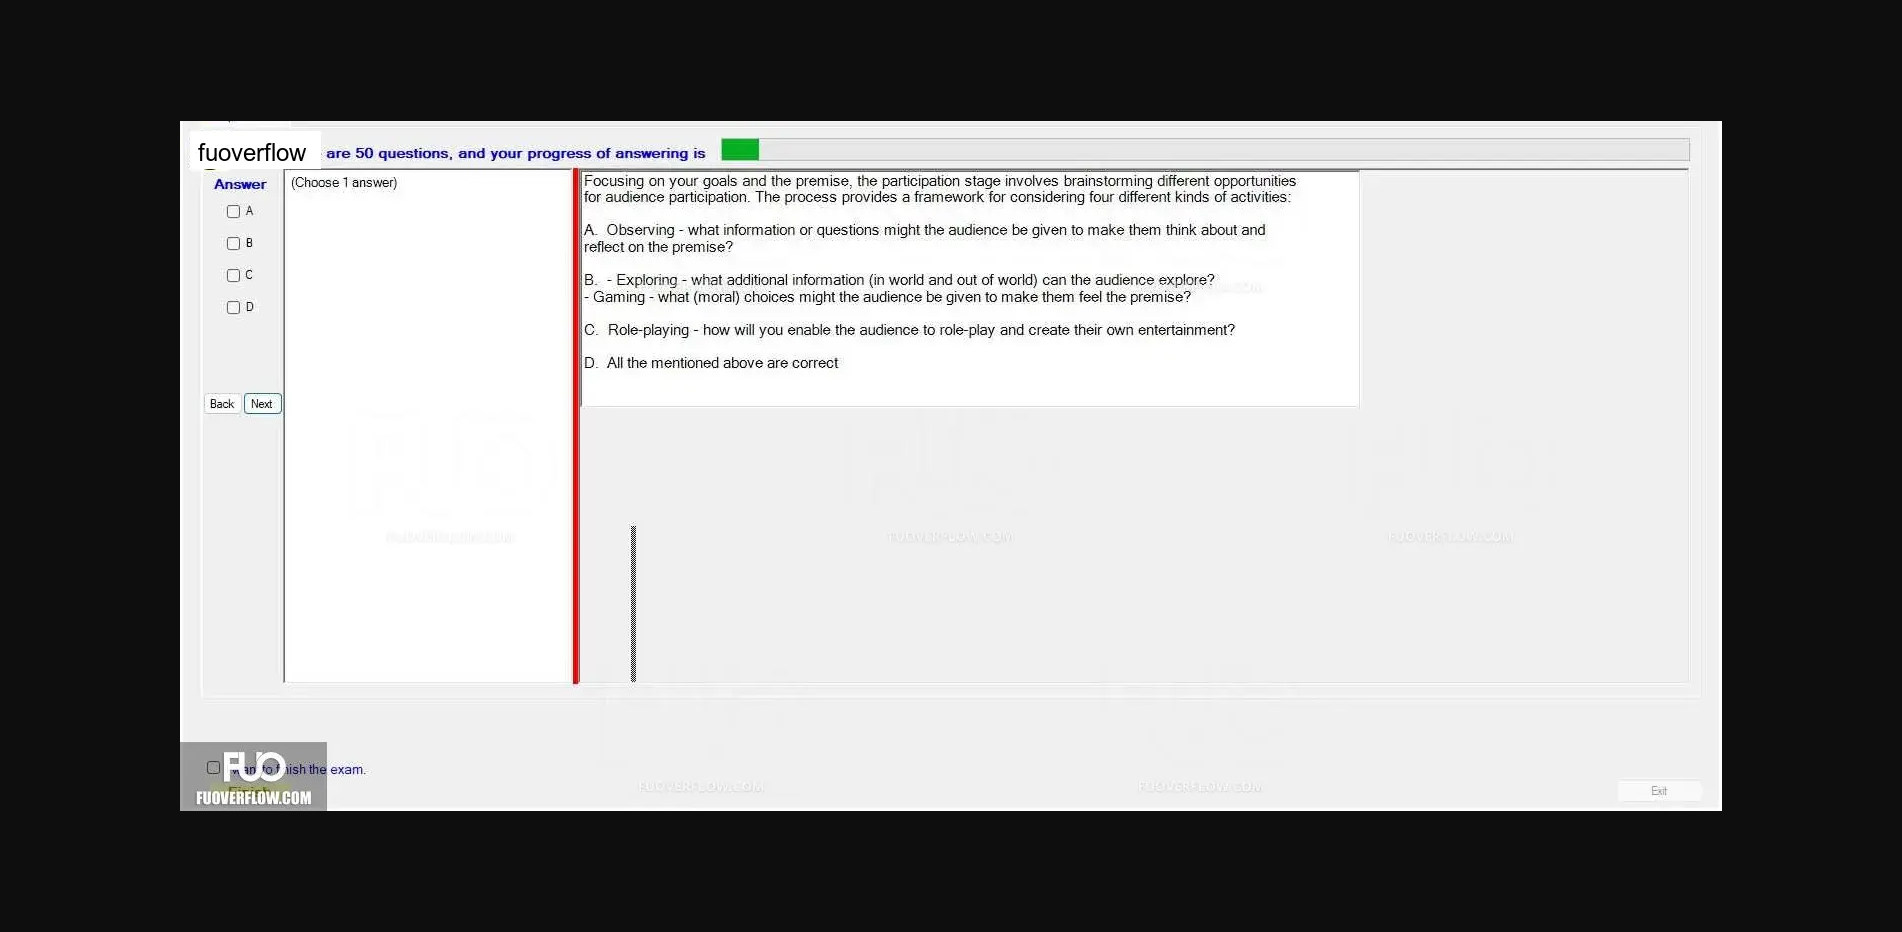 fuoverflow are 50 questions, and your progress of answering is
Answer
A
B
C
D
Back Next
(Choose 1 answer)
Focusing on your goals and the premise, the participation stage involves brainstorming different opportunities
for audience participation. The process provides a framework for considering four different kinds of activities:
A. Observing - what information or questions might the audience be given to make them think about and
reflect on the premise?
B. - Exploring - what additional information (in world and out of world) can the audience explore?
- Gaming - what (moral) choices might the audience be given to make them feel the premise?
C. Role-playing - how will you enable the audience to role-play and create their own entertainment?
D. All the mentioned above are correct
FUOVERFLOW.COM FUOVERFLOW.COM FUOVERFLOW.COM
FUO
want to finish the exam.
Finish
FUOVERFLOW.COM
FUOVERFLOW.COM FUOVERFLOW.COM
Exit